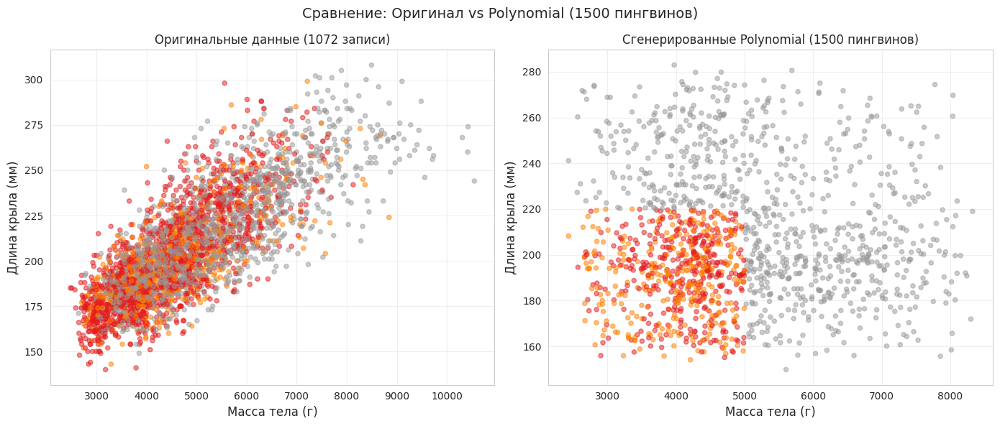 Сравнение: Оригинал vs Polynomial (1500 пингвинов)
Оригинальные данные (1072 записи)
300
275
250
225
200
175
150
Длина крыла (мм)
3000 4000 5000 6000 7000 8000 9000 10000
Масса тела (г)
Сгенерированные Polynomial (1500 пингвинов)
280
260
240
220
200
180
160
Длина крыла (мм)
3000 4000 5000 6000 7000 8000
Масса тела (г)